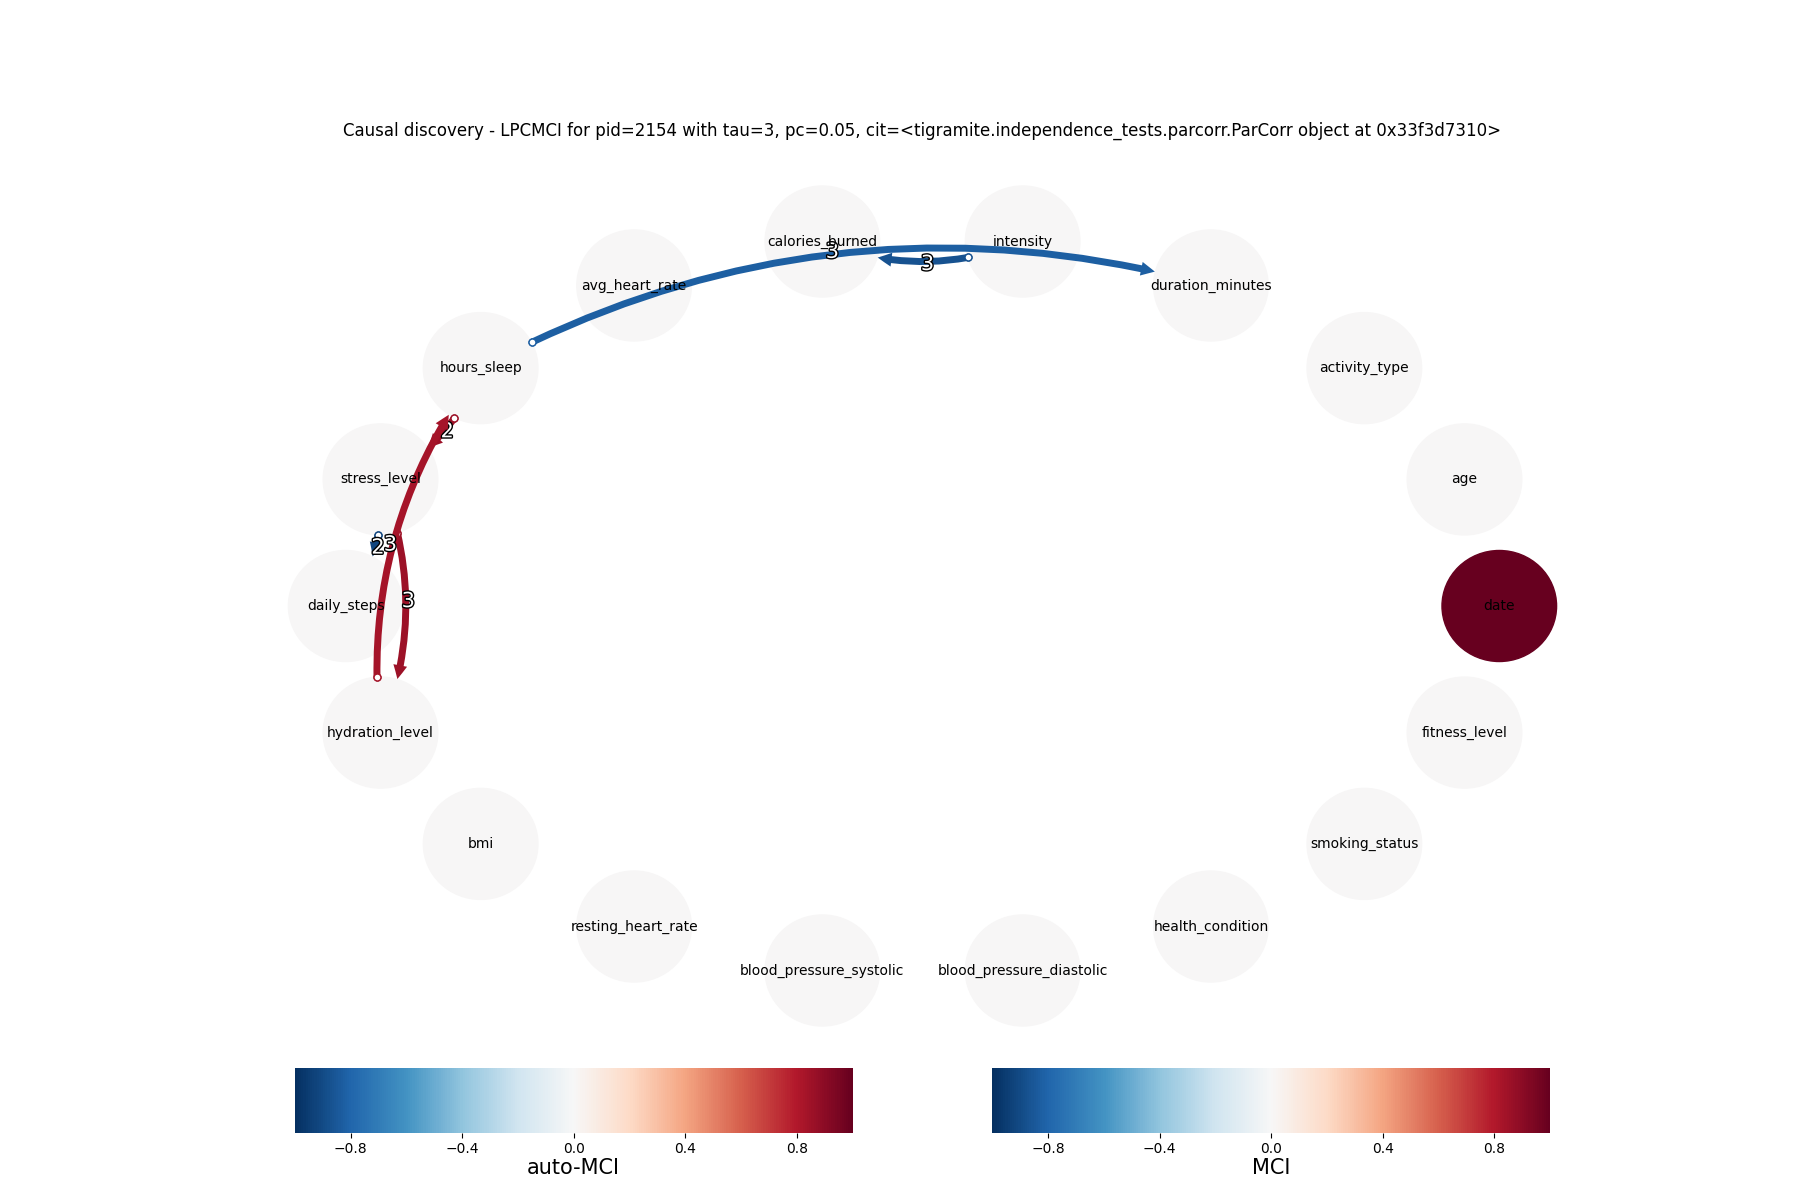 Causal discovery - LPCMCI for pid=2154 with tau=3, pc=0.05, cit=<tigramite.independence_tests.parcorr.ParCorr object at 0x33f3d7310>
calories_burned
intensity
3
3
avg_heart_rate
duration_minutes
hours_sleep
activity_type
2
stress_level
age
2
3
daily_steps
3
date
hydration_level
fitness_level
bmi
smoking_status
resting_heart_rate
health_condition
blood_pressure_systolic
blood_pressure_diastolic
−0.8 −0.4 0.0 0.4 0.8
auto-MCI
−0.8 −0.4 0.0 0.4 0.8
MCI